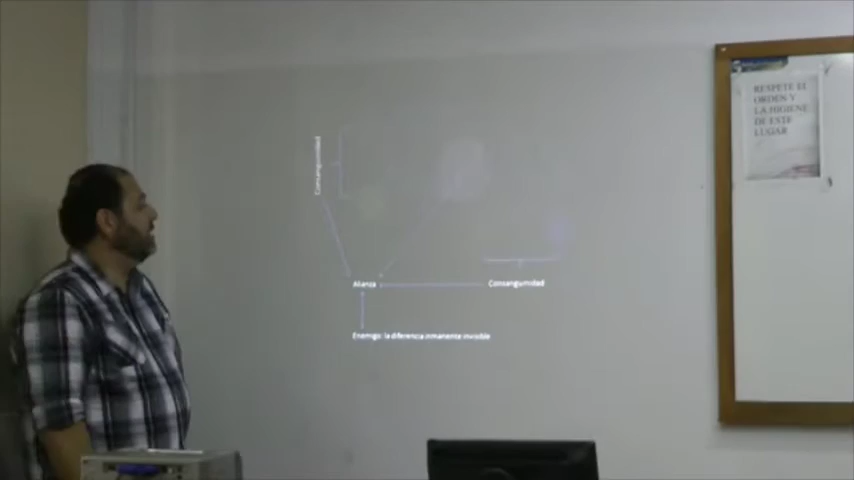 Consanguinidad
Alianza
Consanguinidad
Enemigo: la diferencia inmanente invisible
RESPETE EL
ORDEN Y
LA HIGIENE
DE ESTE
LUGAR